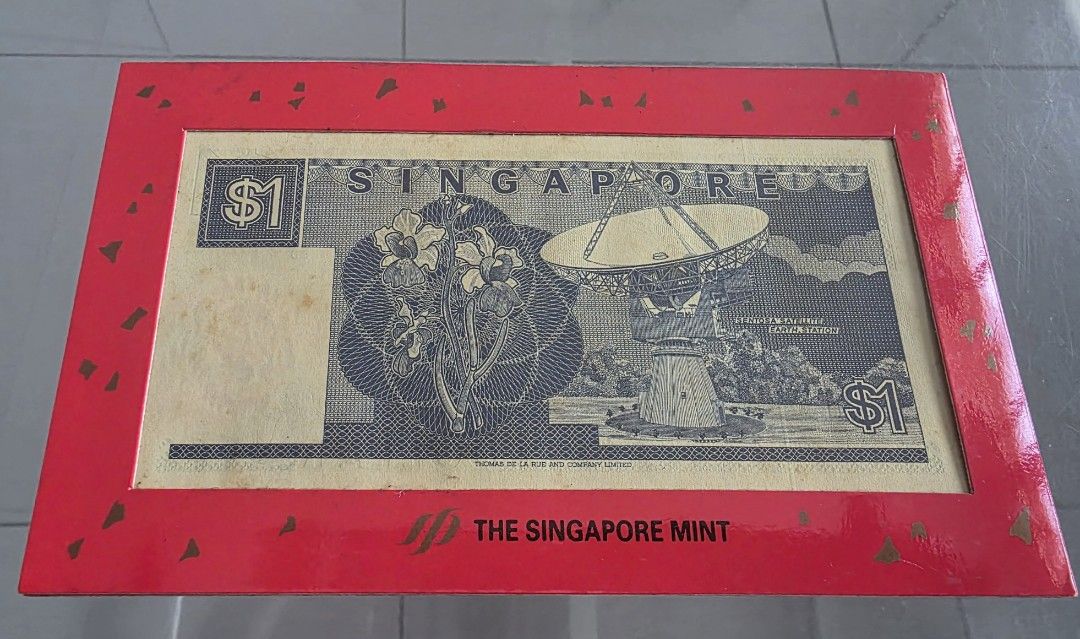 $1
SINGAPORE
SENTOSA SATELLITE
EARTH STATION
$1
THOMAS DE LA RUE AND COMPANY LIMITED
THE SINGAPORE MINT